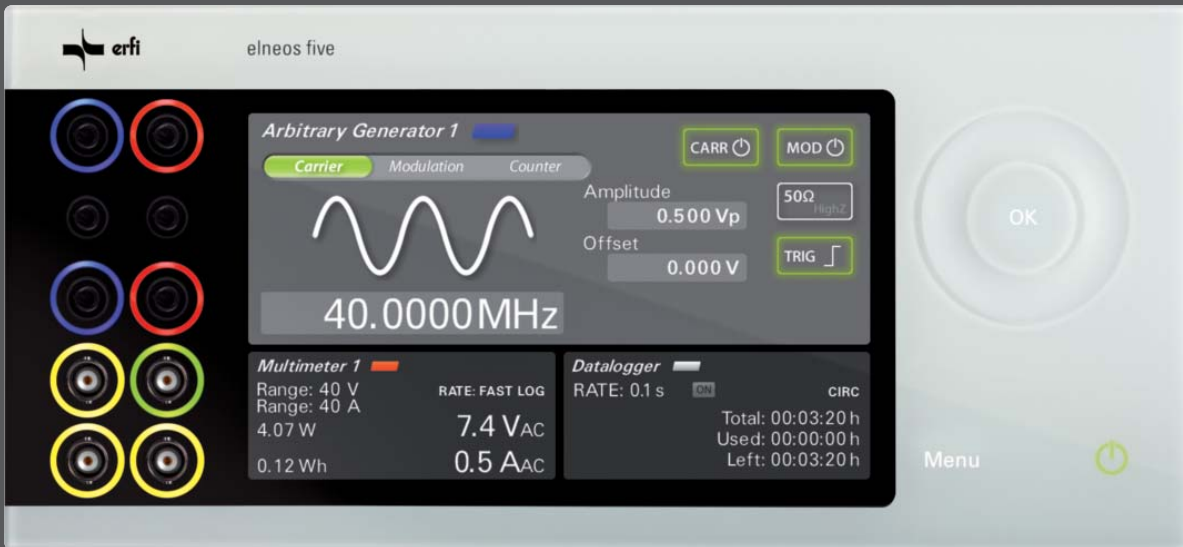 erfi
elneos five
Arbitrary Generator 1
CARR
MOD
Carrier Modulation Counter
Amplitude
0.500 Vp
50Ω
HighZ
Offset
0.000 V
TRIG
40.0000 MHz
OK
Multimeter 1
Range: 40 V
Range: 40 A
RATE: FAST LOG
4.07 W
7.4 VAC
0.12 Wh
0.5 AAC
Datalogger
RATE: 0.1 s ON CIRC
Total: 00:03:20 h
Used: 00:00:00 h
Left: 00:03:20 h
Menu